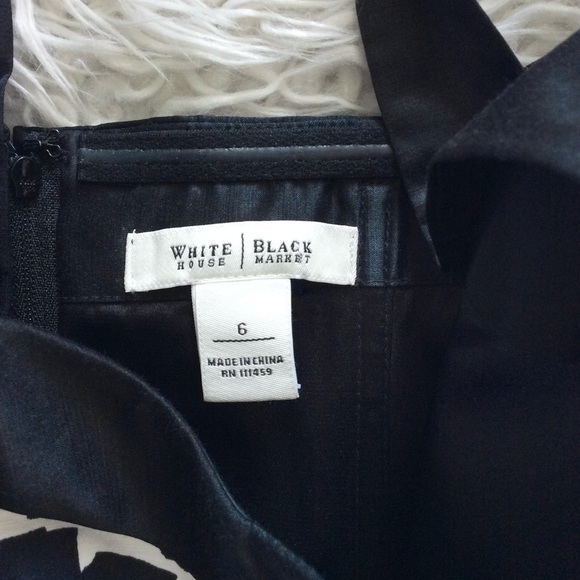 WHITE | BLACK
HOUSE | MARKET
6
MADE IN CHINA
RN 111459